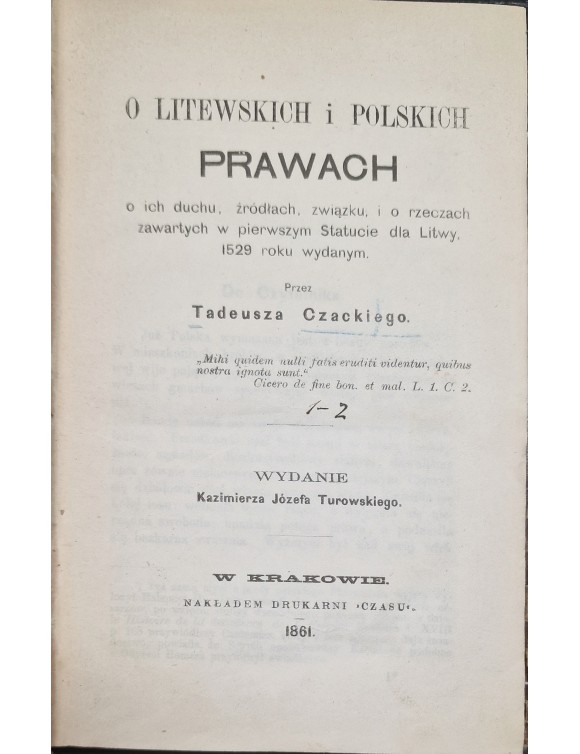 O LITEWSKICH i POLSKICH
PRAWACH
o ich duchu, źródłach, związku, i o rzeczach
zawartych w pierwszym Statucie dla Litwy,
1529 roku wydanym.
Przez
Tadeusza Czackiego.
„Mihi quidem nulli satis eruditi videntur, quibus
nostra ignota sunt."
Cicero de fine bon. et mal. L. 1. C. 2.
1-2
WYDANIE
Kazimierza Józefa Turowskiego.
W KRAKOWIE.
NAKŁADEM DRUKARNI »CZASU«.
1861.